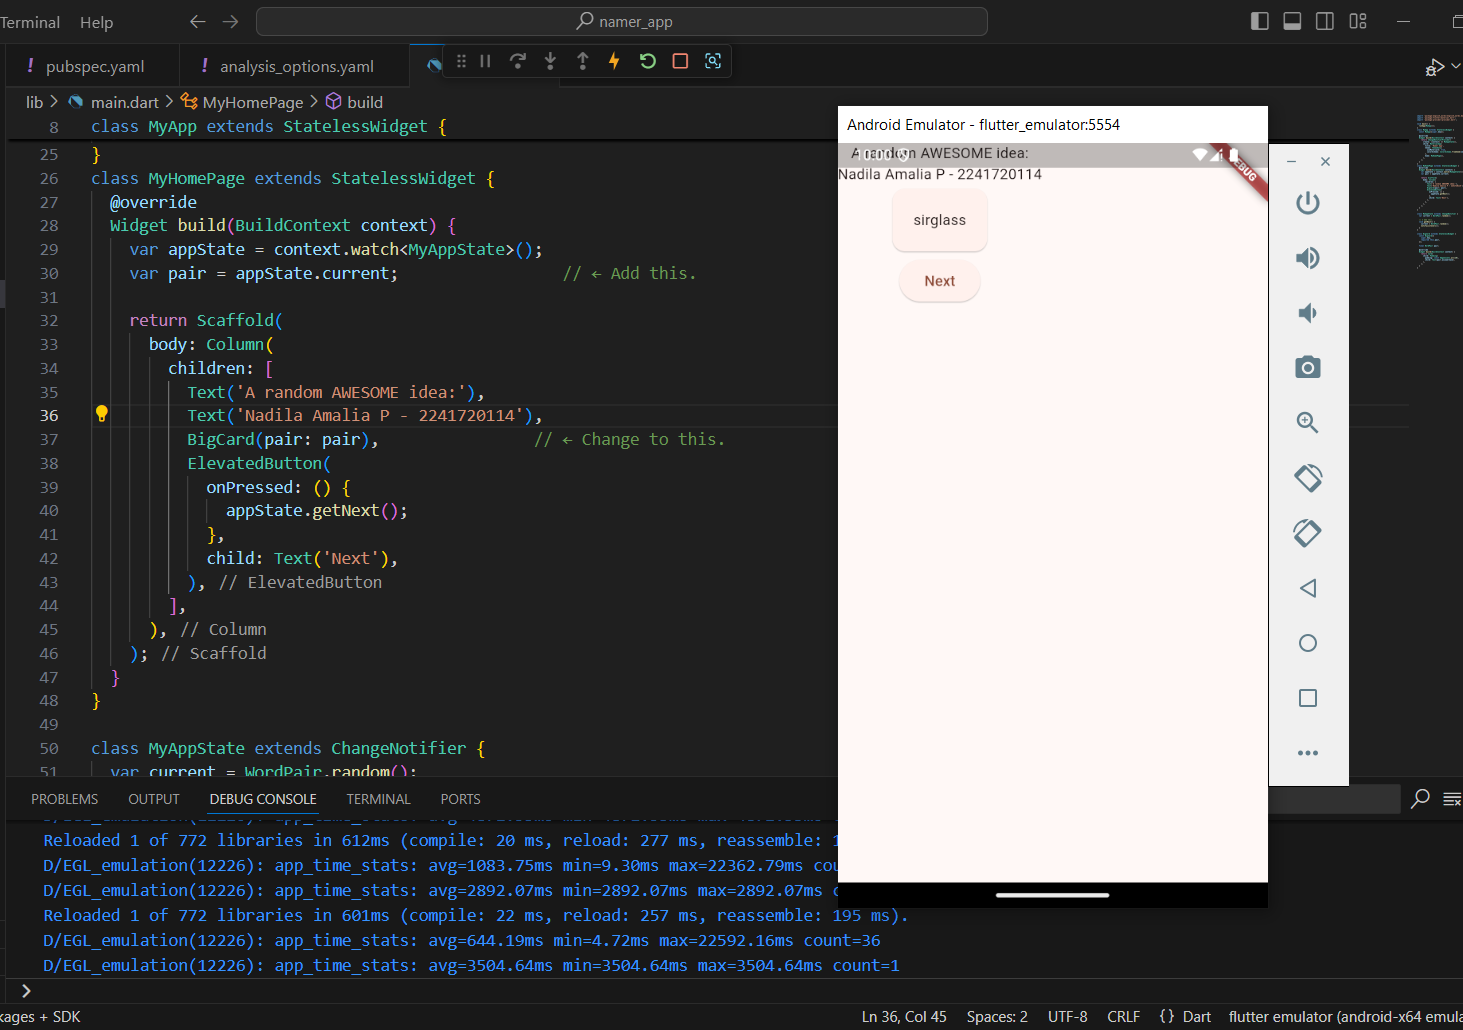 Terminal Help
namer_app
! pubspec.yaml
! analysis_options.yaml
lib > main.dart > MyHomePage > build
8 class MyApp extends StatelessWidget {
25 }
26 class MyHomePage extends StatelessWidget {
27 @override
28 Widget build(BuildContext context) {
29 var appState = context.watch<MyAppState>();
30 var pair = appState.current; // ← Add this.
31
32 return Scaffold(
33 body: Column(
34 children: [
35 Text('A random AWESOME idea:'),
36 Text('Nadila Amalia P - 2241720114'),
37 BigCard(pair: pair), // ← Change to this.
38 ElevatedButton(
39 onPressed: () {
40 appState.getNext();
41 },
42 child: Text('Next'),
43 ), // ElevatedButton
44 ],
45 ), // Column
46 ); // Scaffold
47 }
48 }
49
50 class MyAppState extends ChangeNotifier {
51 var current = WordPair.random();
Android Emulator - flutter_emulator:5554
A random AWESOME idea:
DEBUG
Nadila Amalia P - 2241720114
sirglass
Next
PROBLEMS OUTPUT DEBUG CONSOLE TERMINAL PORTS
Reloaded 1 of 772 libraries in 612ms (compile: 20 ms, reload: 277 ms, reassemble: 1
D/EGL_emulation(12226): app_time_stats: avg=1083.75ms min=9.30ms max=22362.79ms cou
D/EGL_emulation(12226): app_time_stats: avg=2892.07ms min=2892.07ms max=2892.07ms c
Reloaded 1 of 772 libraries in 601ms (compile: 22 ms, reload: 257 ms, reassemble: 195 ms).
D/EGL_emulation(12226): app_time_stats: avg=644.19ms min=4.72ms max=22592.16ms count=36
D/EGL_emulation(12226): app_time_stats: avg=3504.64ms min=3504.64ms max=3504.64ms count=1
>
kages + SDK
Ln 36, Col 45 Spaces: 2 UTF-8 CRLF {} Dart flutter emulator (android-x64 emula